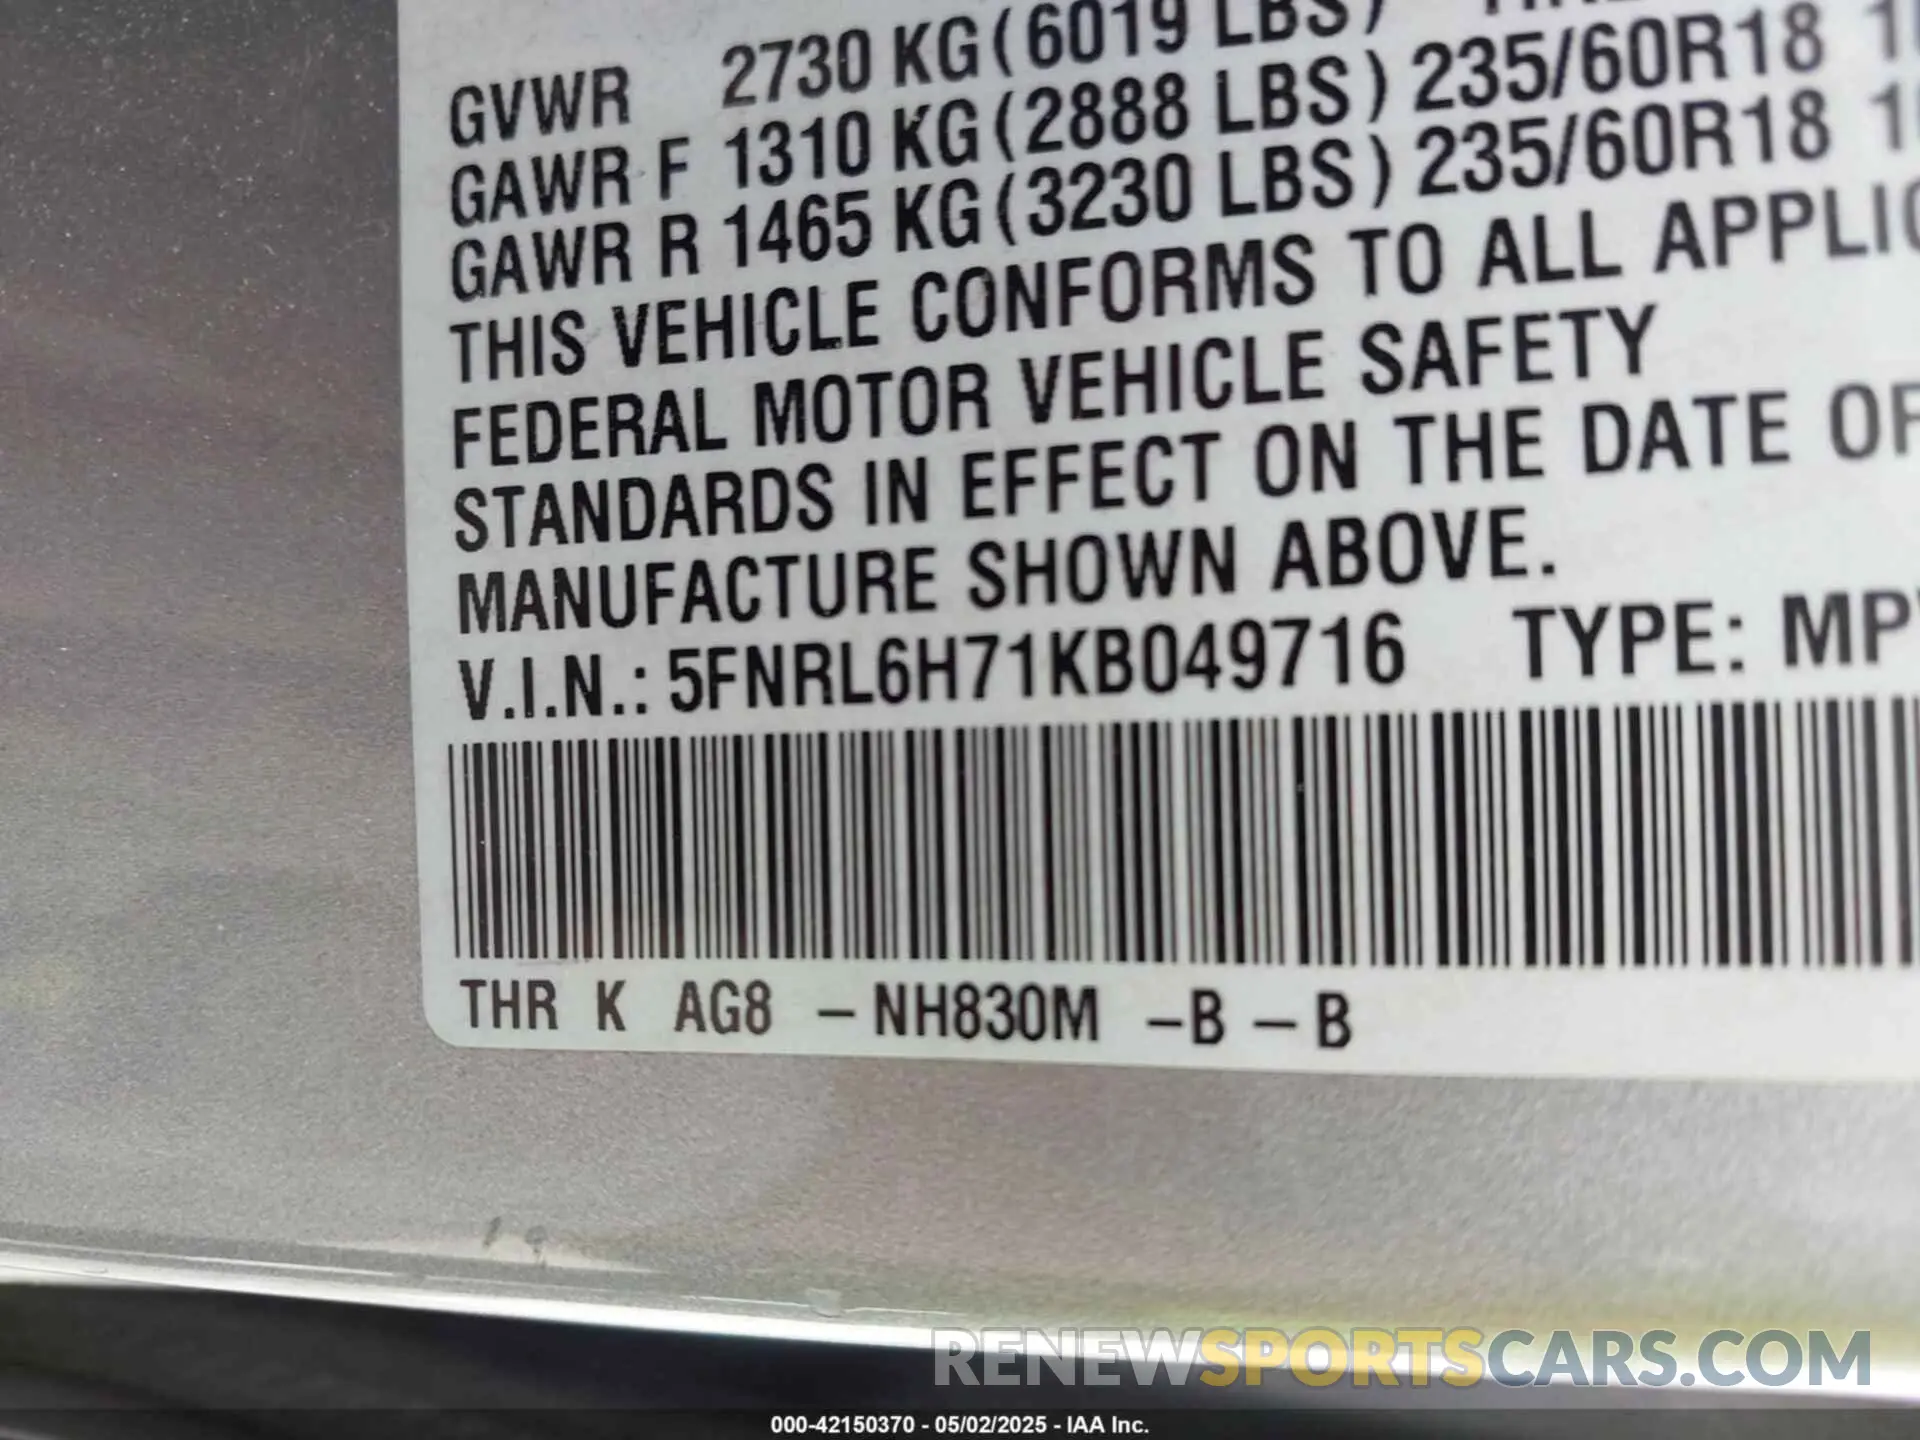 GVWR 2730 KG (6019 LBS)
GAWR F 1310 KG (2888 LBS) 235/60R18
GAWR R 1465 KG (3230 LBS) 235/60R18
THIS VEHICLE CONFORMS TO ALL
FEDERAL MOTOR VEHICLE SAFETY
STANDARDS IN EFFECT ON THE DATE OF
MANUFACTURE SHOWN ABOVE.
V.I.N.: 5FNRL6H71KB049716 TYPE: MPV
THR K AG8 – NH830M – B – B
RENEWSPORTSCARS.COM
000-42150370 - 05/02/2025 - IAA Inc.